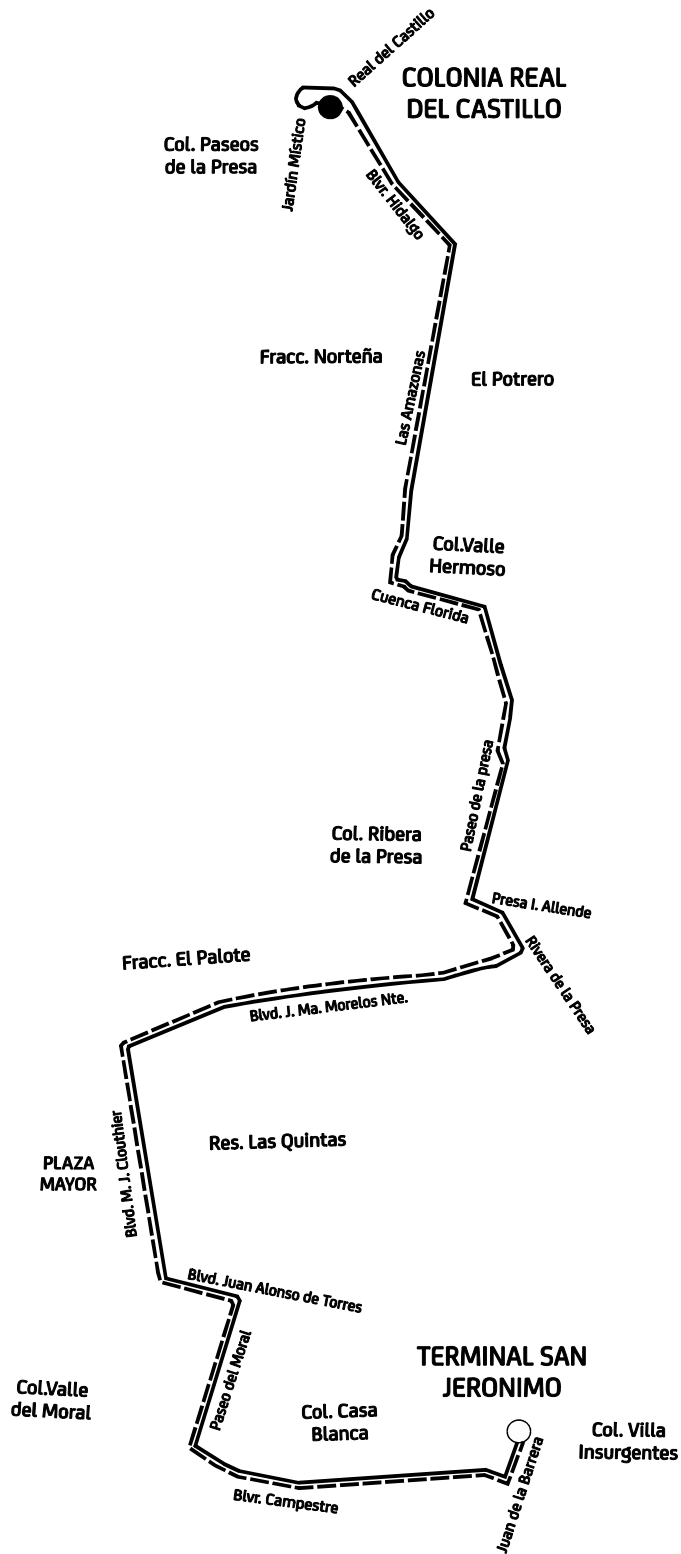 Real del Castillo
COLONIA REAL
DEL CASTILLO
Col. Paseos
de la Presa
Jardín Místico
Blvr. Hidalgo
Fracc. Norteña
Las Amazonas
El Potrero
Col.Valle
Hermoso
Cuenca Florida
Paseo de la presa
Col. Ribera
de la Presa
Presa I. Allende
Rivera de la Presa
Fracc. El Palote
Blvd. J. Ma. Morelos Nte.
Blvd. M. J. Clouthier
Res. Las Quintas
PLAZA
MAYOR
Blvd. Juan Alonso de Torres
Paseo del Moral
TERMINAL SAN
JERONIMO
Col.Valle
del Moral
Col. Casa
Blanca
Col. Villa
Insurgentes
Juan de la Barrera
Blvr. Campestre